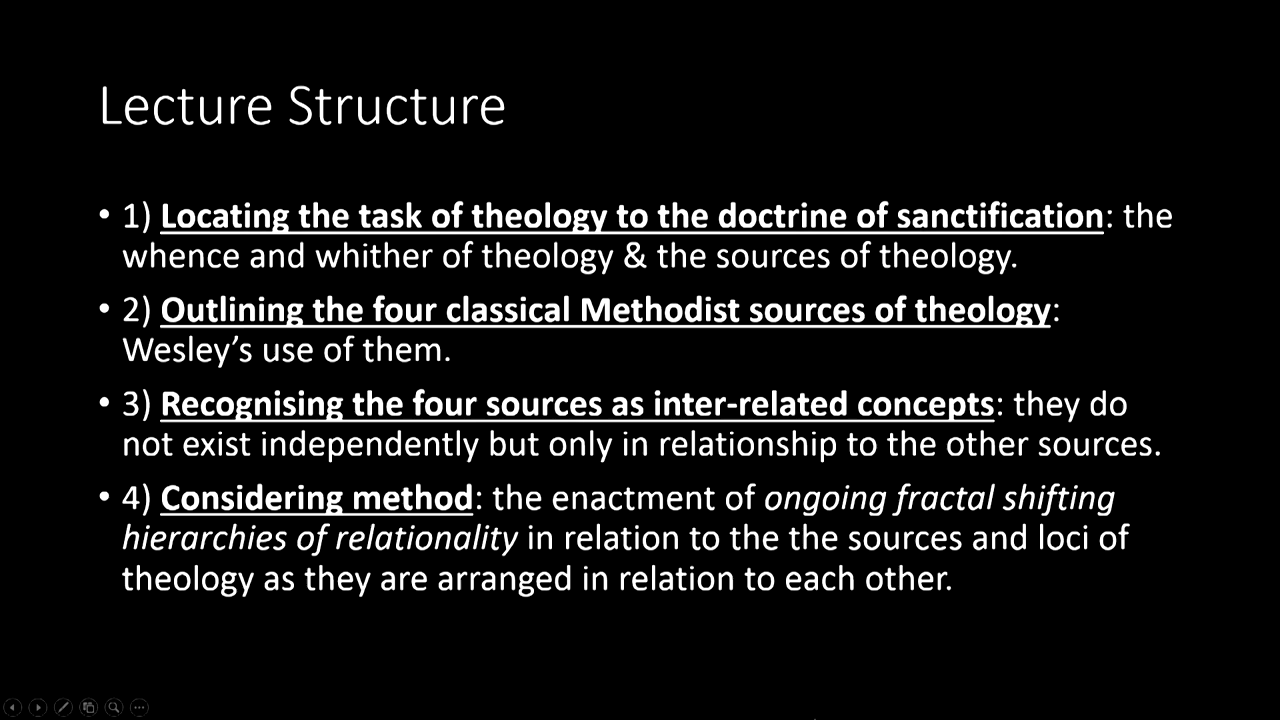 Lecture Structure
• 1) Locating the task of theology to the doctrine of sanctification: the
whence and whither of theology & the sources of theology.
• 2) Outlining the four classical Methodist sources of theology:
Wesley’s use of them.
• 3) Recognising the four sources as inter-related concepts: they do
not exist independently but only in relationship to the other sources.
• 4) Considering method: the enactment of ongoing fractal shifting
hierarchies of relationality in relation to the the sources and loci of
theology as they are arranged in relation to each other.